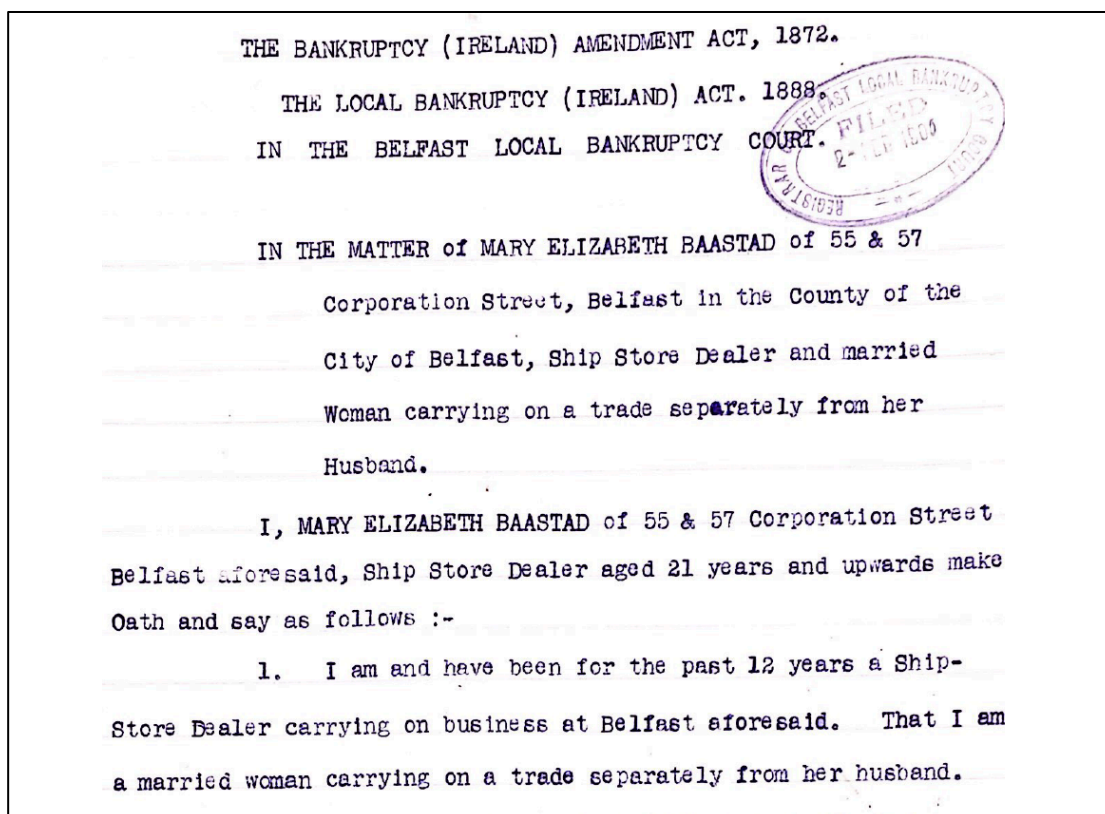 THE BANKRUPTCY (IRELAND) AMENDMENT ACT, 1872.
THE LOCAL BANKRUPTCY (IRELAND) ACT. 1888.
IN THE BELFAST LOCAL BANKRUPTCY COURT.
REGISTRAR BELFAST LOCAL BANKRUPTCY COURT
FILED
2-FEB
IN THE MATTER of MARY ELIZABETH BAASTAD of 55 & 57
Corporation Street, Belfast in the County of the
City of Belfast, Ship Store Dealer and married
Woman carrying on a trade separately from her
Husband.
I, MARY ELIZABETH BAASTAD of 55 & 57 Corporation Street
Belfast aforesaid, Ship Store Dealer aged 21 years and upwards make
Oath and say as follows :-
1. I am and have been for the past 12 years a Ship-
Store Dealer carrying on business at Belfast aforesaid. That I am
a married woman carrying on a trade separately from her husband.